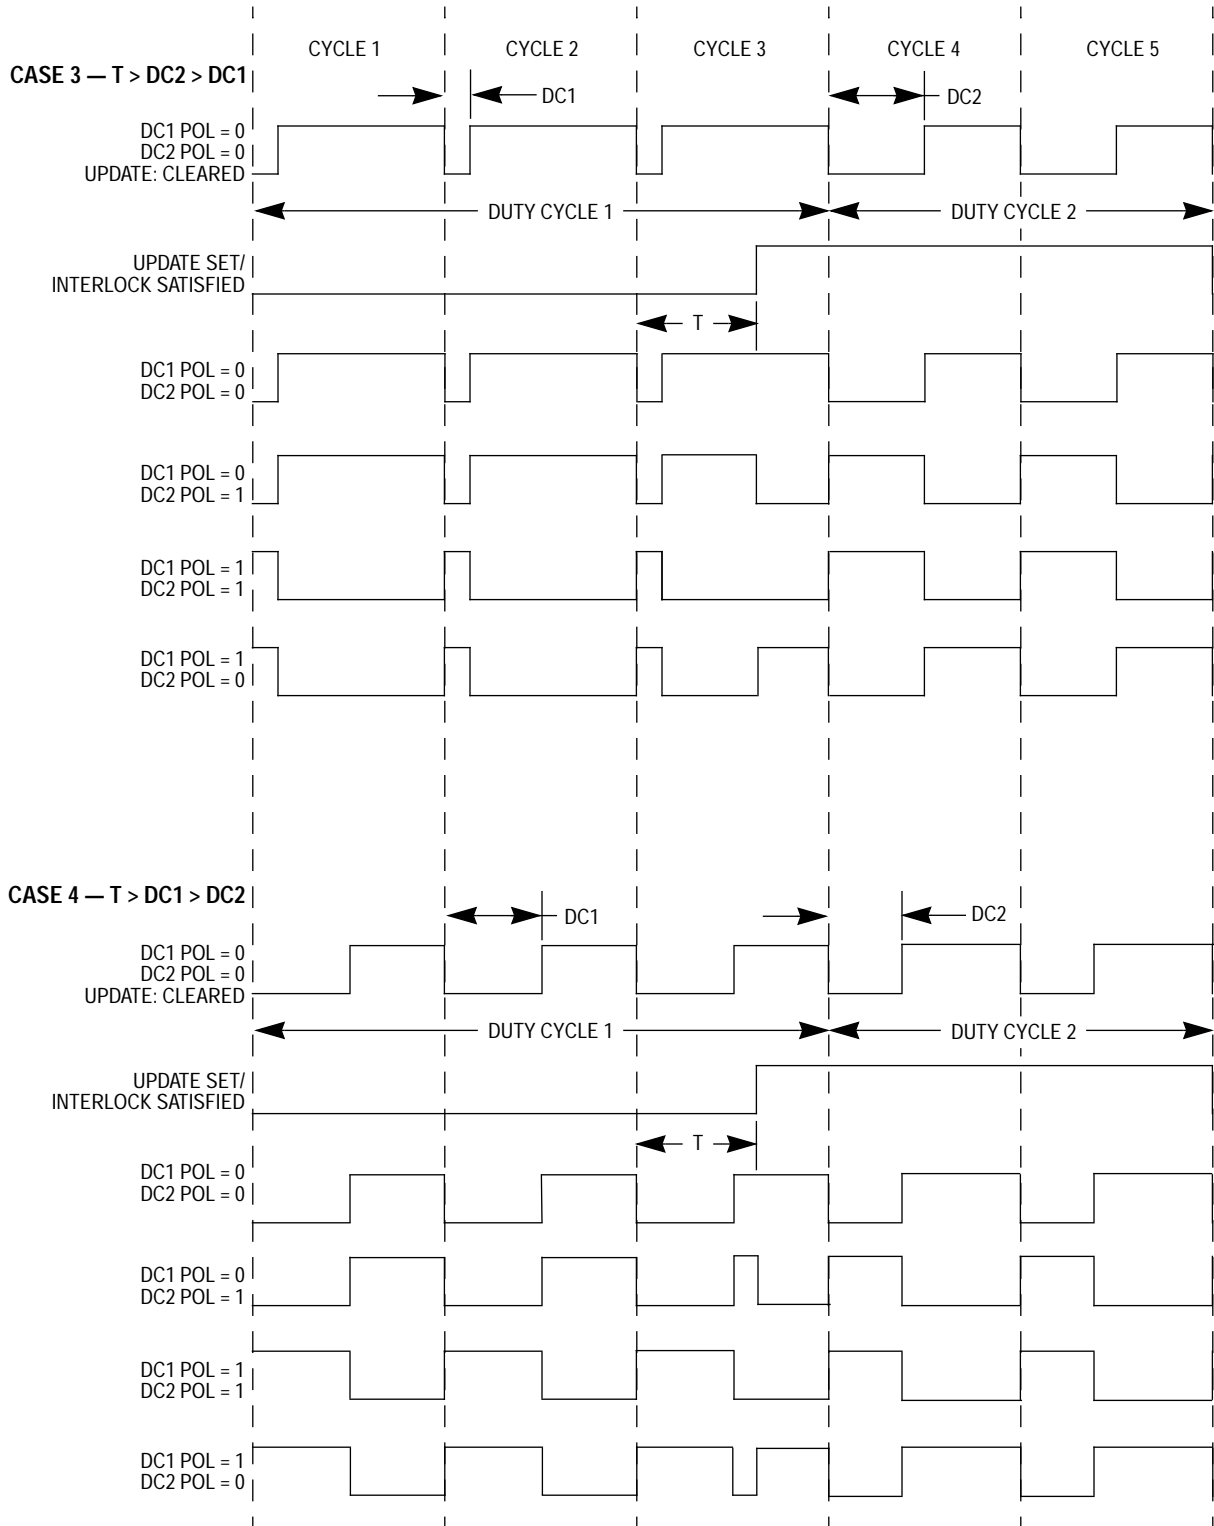 CYCLE 1 CYCLE 2 CYCLE 3 CYCLE 4 CYCLE 5
CASE 3 — T > DC2 > DC1
DC1 DC2
DC1 POL = 0
DC2 POL = 0
UPDATE: CLEARED
DUTY CYCLE 1 DUTY CYCLE 2
UPDATE SET/
INTERLOCK SATISFIED
T
DC1 POL = 0
DC2 POL = 0
DC1 POL = 0
DC2 POL = 1
DC1 POL = 1
DC2 POL = 1
DC1 POL = 1
DC2 POL = 0
CASE 4 — T > DC1 > DC2
DC1 DC2
DC1 POL = 0
DC2 POL = 0
UPDATE: CLEARED
DUTY CYCLE 1 DUTY CYCLE 2
UPDATE SET/
INTERLOCK SATISFIED
T
DC1 POL = 0
DC2 POL = 0
DC1 POL = 0
DC2 POL = 1
DC1 POL = 1
DC2 POL = 1
DC1 POL = 1
DC2 POL = 0